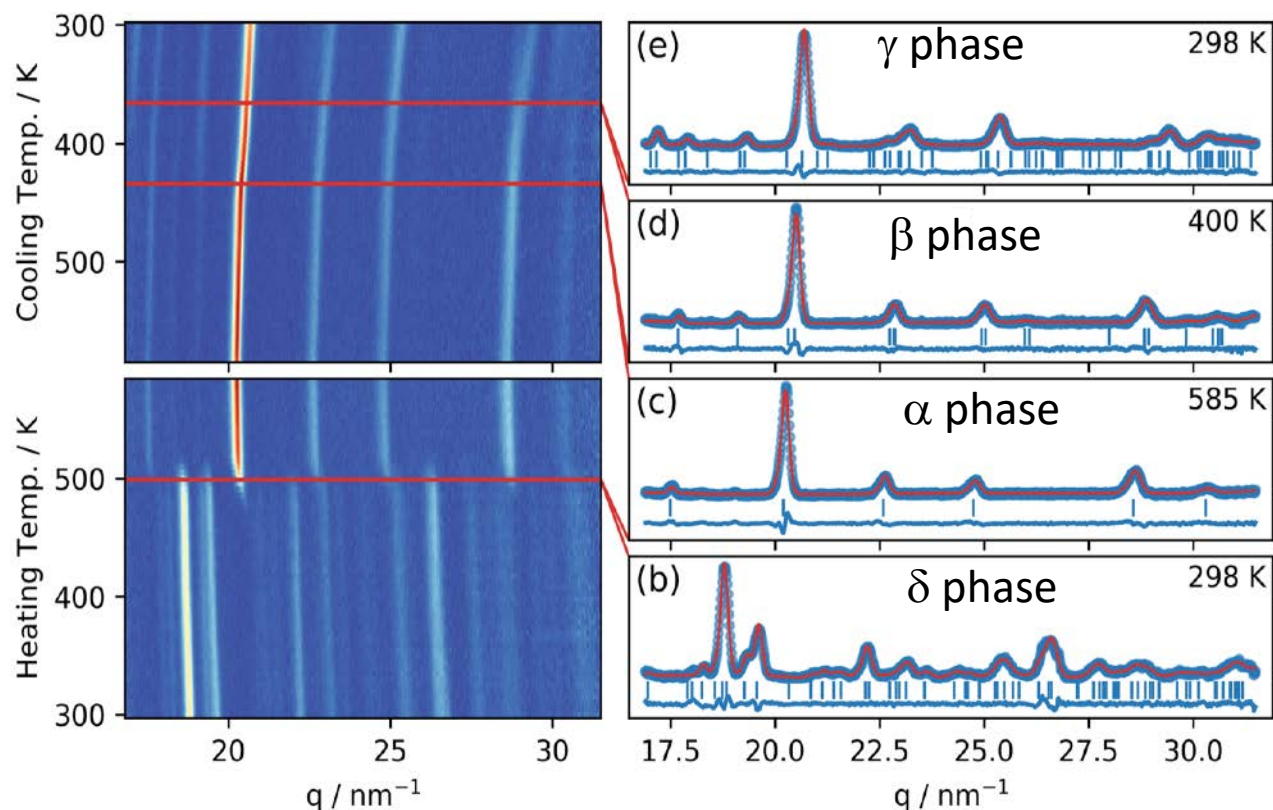 300
400
500
Cooling Temp. / K
500
400
300
Heating Temp. / K
20
25
30
q / nm⁻¹
(e)
γ phase
298 K
(d)
β phase
400 K
(c)
α phase
585 K
(b)
δ phase
298 K
17.5
20.0
22.5
25.0
27.5
30.0
q / nm⁻¹